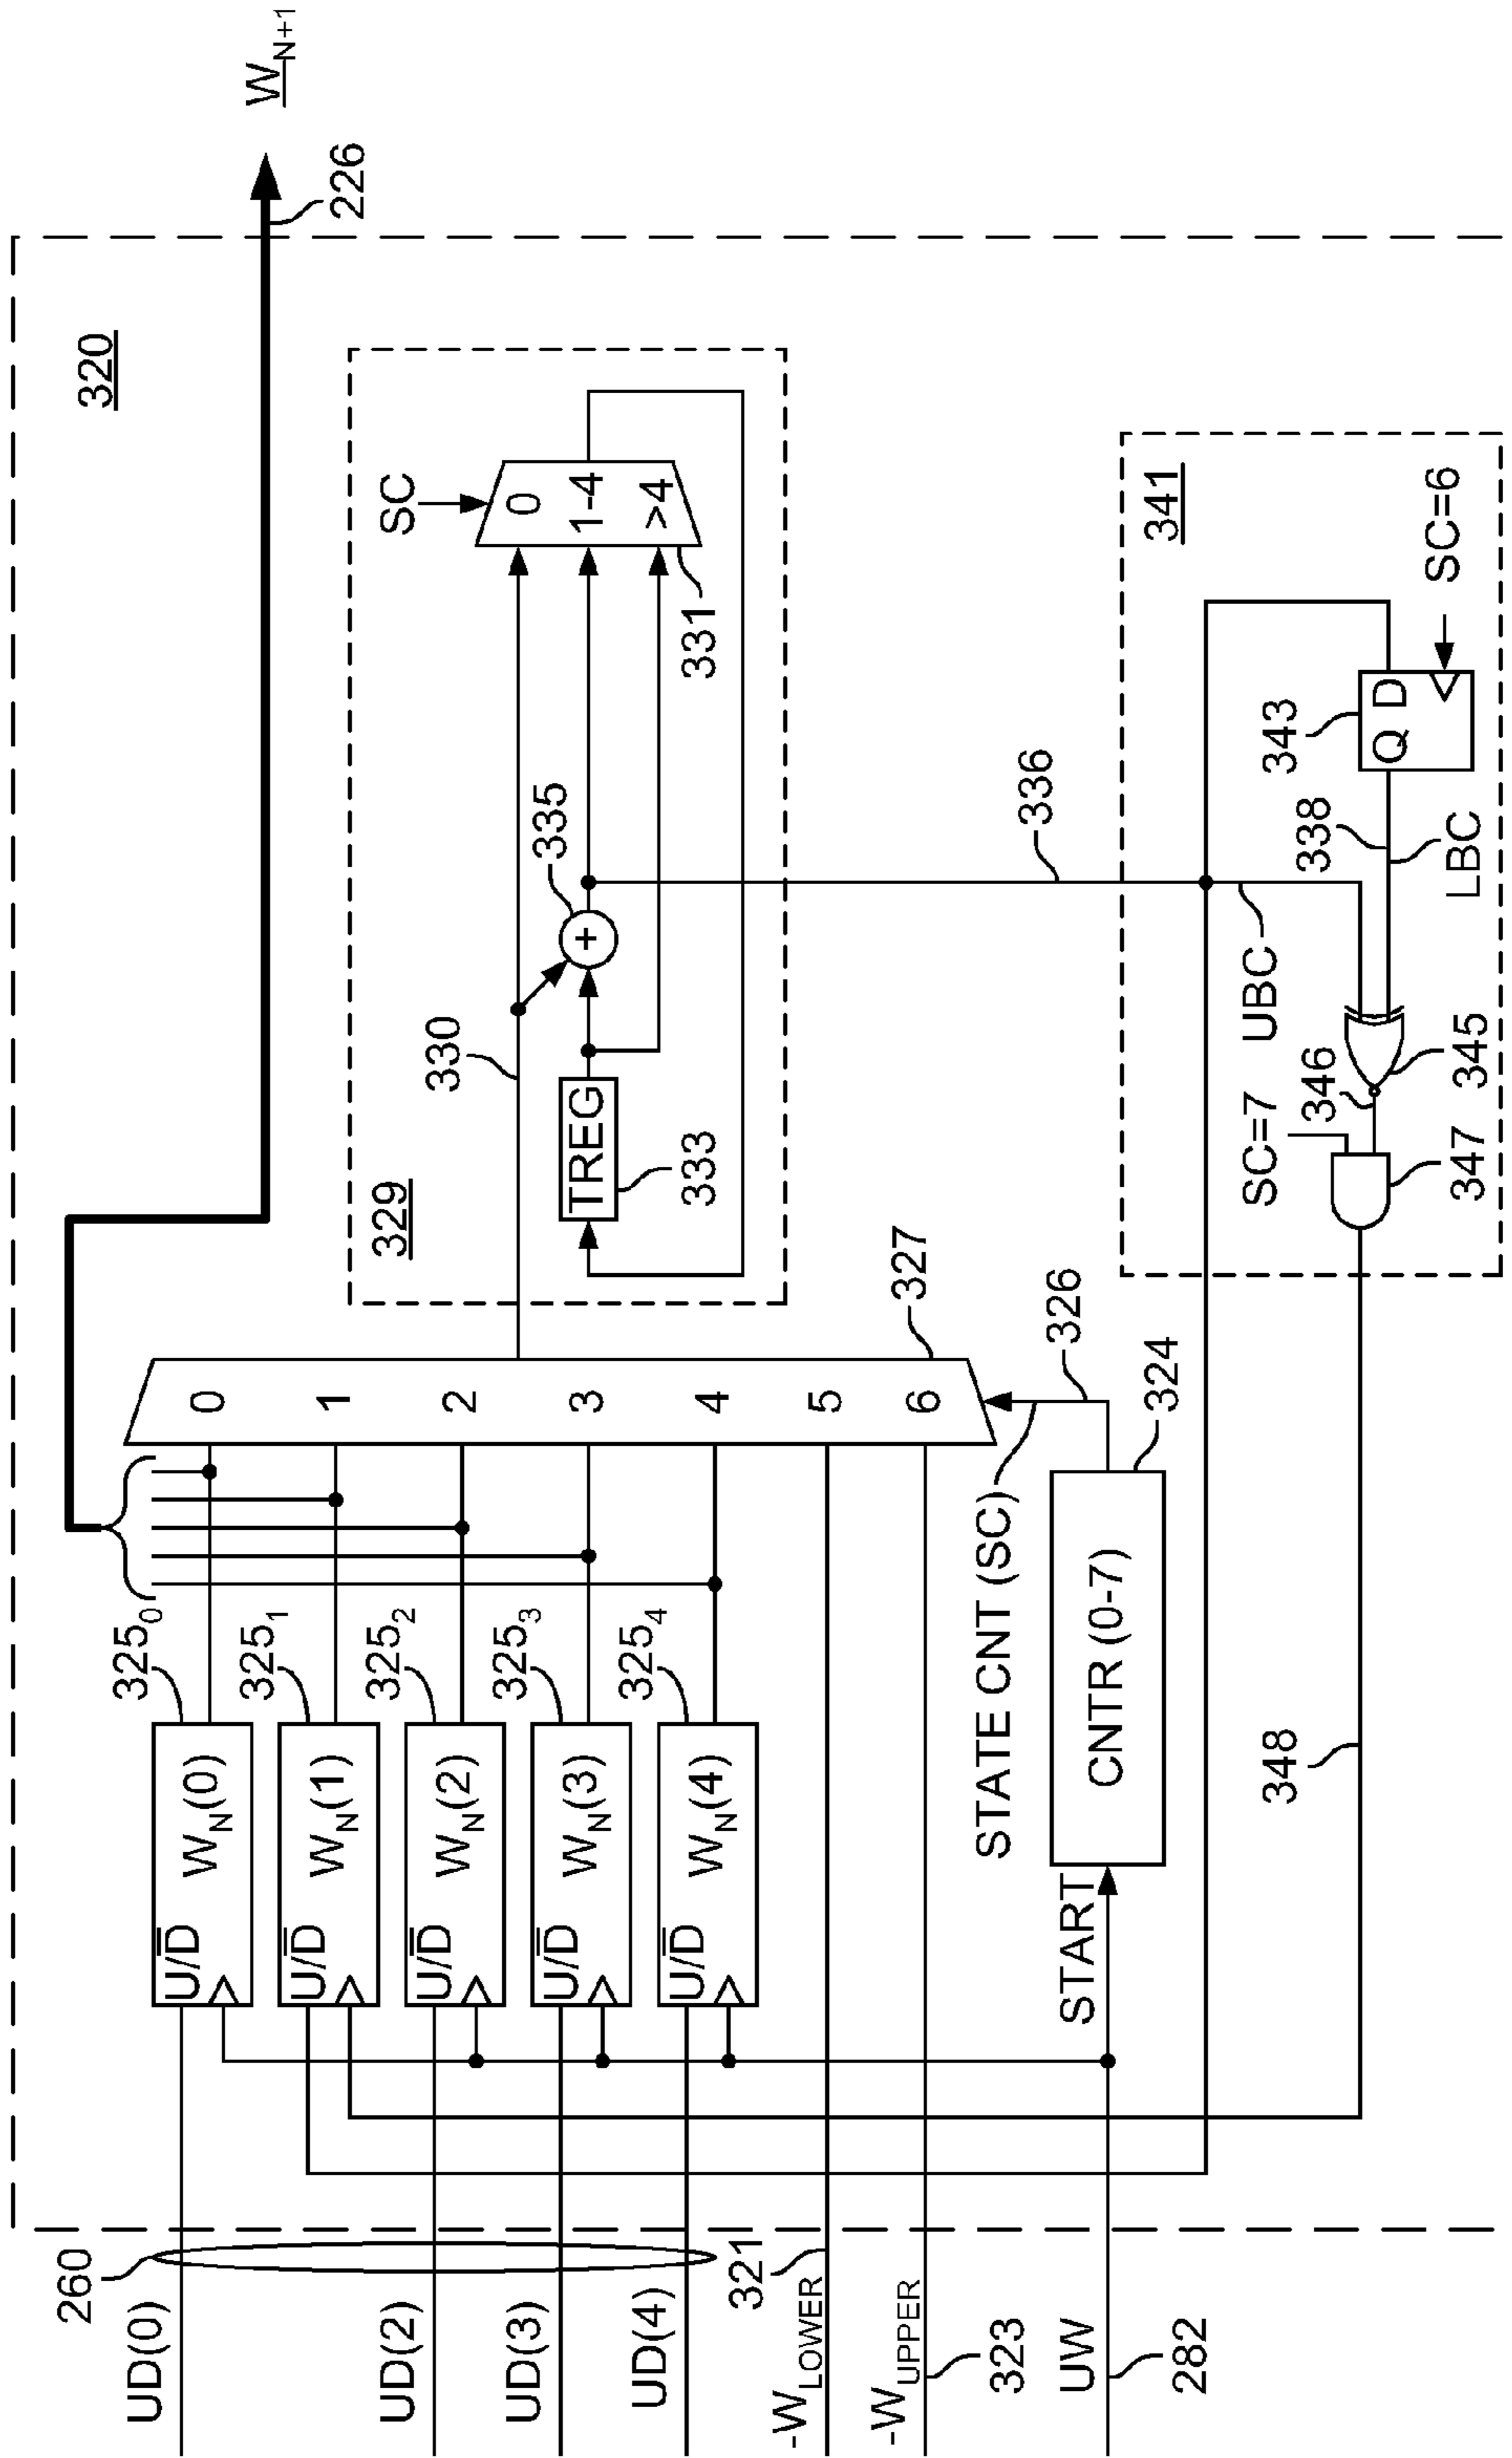 W_N+1
226
320
SC
0
1-4
>4
331
335
330
TREG
333
329
336
341
SC=6
343
Q D
338
LBC
UBC
345
346
SC=7
347
327
326
324
0
1
2
3
4
5
6
STATE CNT (SC)
CNTR (0-7)
START
348
325_0
325_1
325_2
325_3
325_4
U/D̅ W_N(0)
U/D̅ W_N(1)
U/D̅ W_N(2)
U/D̅ W_N(3)
U/D̅ W_N(4)
260
UD(0)
UD(2)
UD(3)
UD(4)
321
-W_LOWER
-W_UPPER
323
UW
282